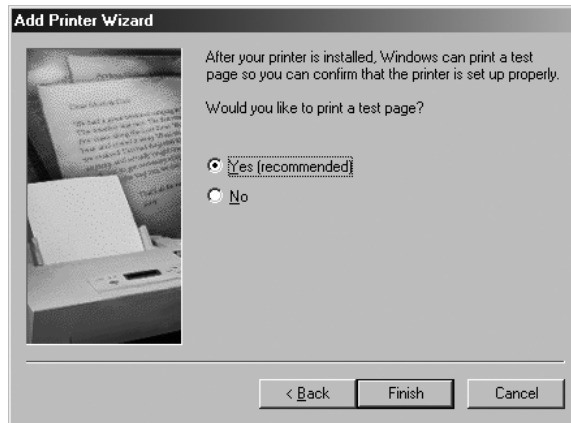 Add Printer Wizard
After your printer is installed, Windows can print a test
page so you can confirm that the printer is set up properly.
Would you like to print a test page?
Yes (recommended)
No
< Back
Finish
Cancel